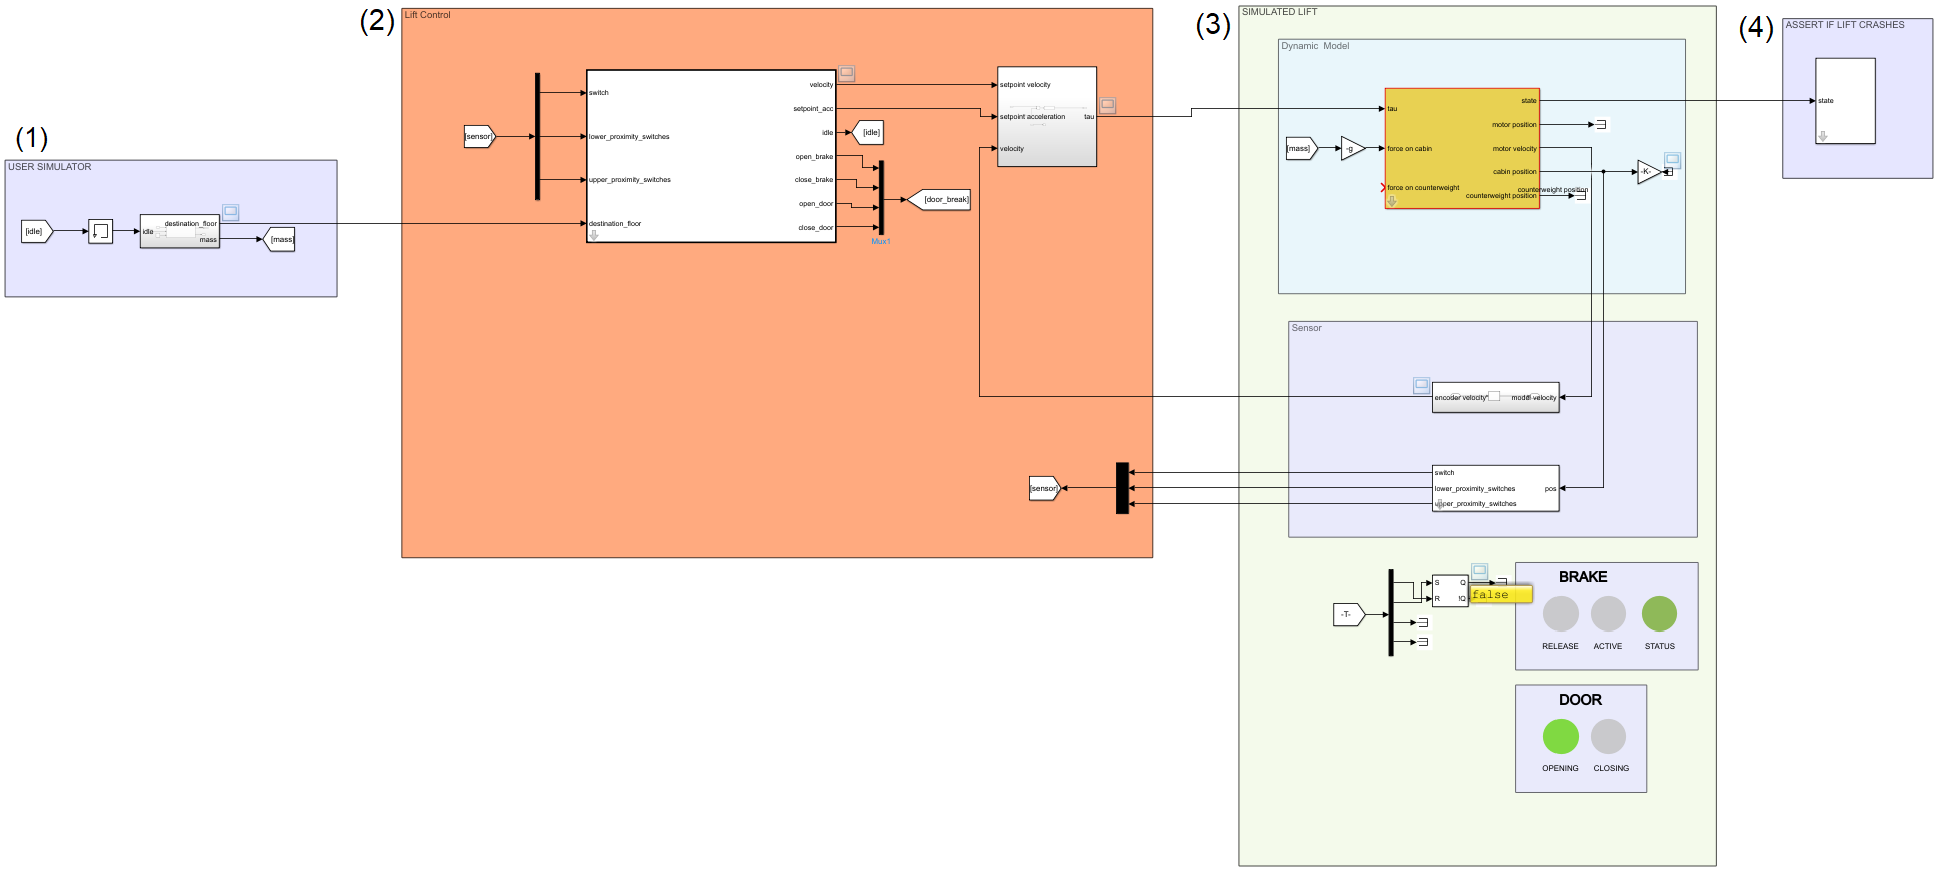 (1)
USER SIMULATOR
[idle]
idle
destination_floor
mass
[mass]
(2)
Lift Control
[sensor]
switch
lower_proximity_switches
upper_proximity_switches
destination_floor
velocity
setpoint_acc
idle
open_brake
close_brake
open_door
close_door
[idle]
Mux1
[door_break]
setpoint velocity
setpoint acceleration
velocity
tau
[sensor]
(3)
SIMULATED LIFT
Dynamic Model
[mass]
-g
tau
force on cabin
force on counterweight
state
motor position
motor velocity
cabin position
counterweight position
counterweight position
-K-
Sensor
encoder velocity
switch
lower_proximity_switches
upper_proximity_switches
pos
-T-
S
R
Q
!Q
false
BRAKE
RELEASE
ACTIVE
STATUS
DOOR
OPENING
CLOSING
(4)
ASSERT IF LIFT CRASHES
state